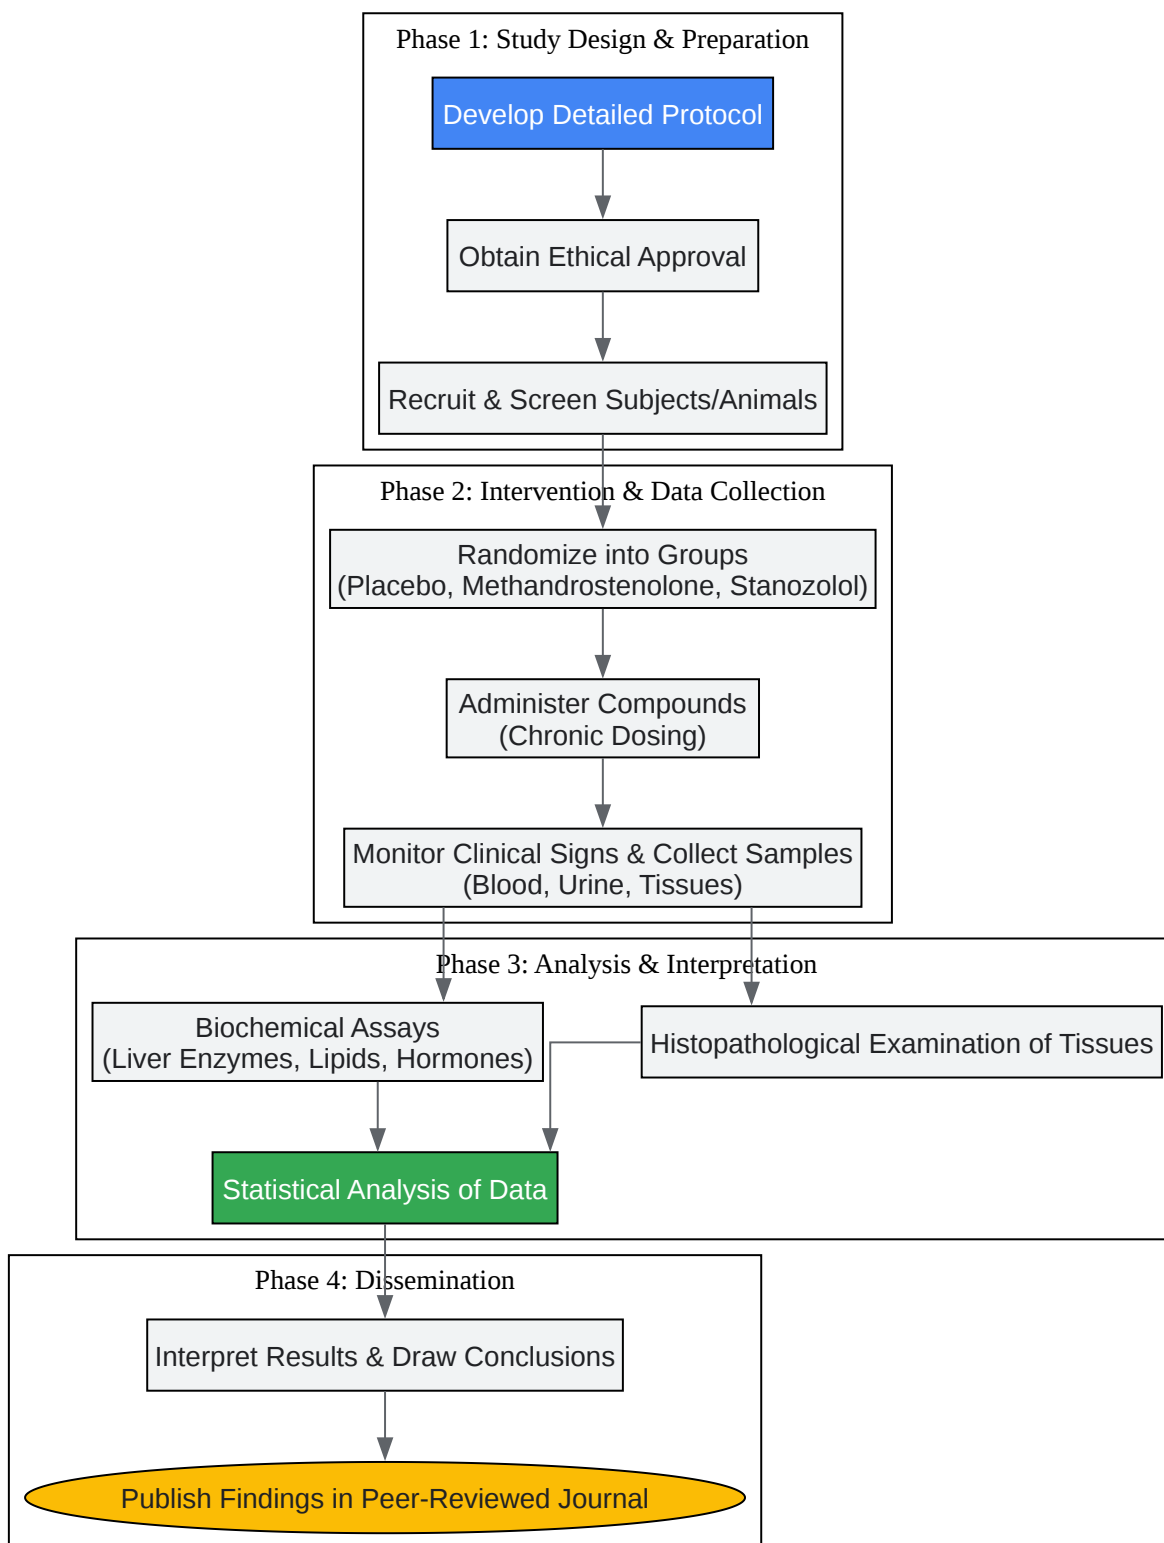 Phase 1: Study Design & Preparation
Develop Detailed Protocol
Obtain Ethical Approval
Recruit & Screen Subjects/Animals
Phase 2: Intervention & Data Collection
Randomize into Groups
(Placebo, Methandrostenolone, Stanozolol)
Administer Compounds
(Chronic Dosing)
Monitor Clinical Signs & Collect Samples
(Blood, Urine, Tissues)
Phase 3: Analysis & Interpretation
Biochemical Assays
(Liver Enzymes, Lipids, Hormones)
Histopathological Examination of Tissues
Statistical Analysis of Data
Phase 4: Dissemination
Interpret Results & Draw Conclusions
Publish Findings in Peer-Reviewed Journal